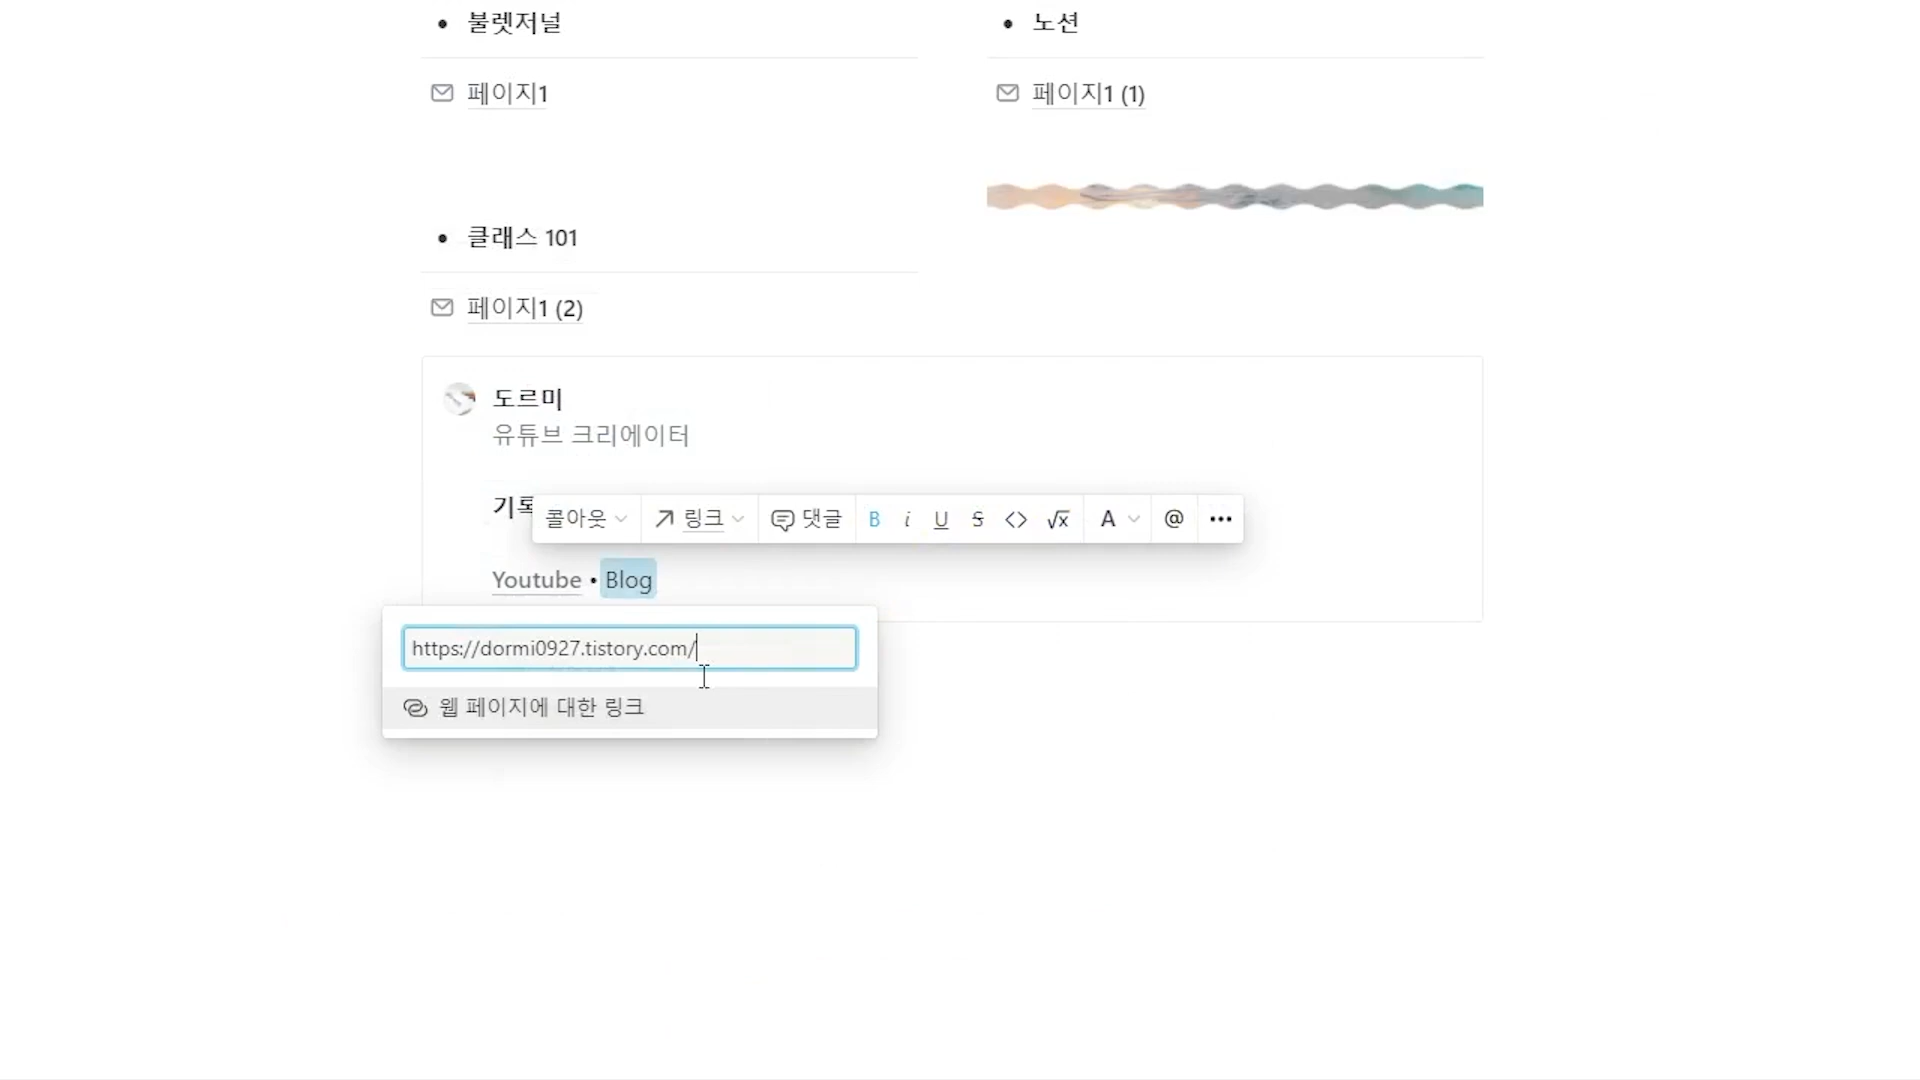 불렛저널
노션
페이지1
페이지1 (1)
클래스 101
페이지1 (2)
도르미
유튜브 크리에이터
콜아웃 링크 댓글 B i U S <> √x A @ •••
Youtube • Blog
https://dormi0927.tistory.com/
웹 페이지에 대한 링크